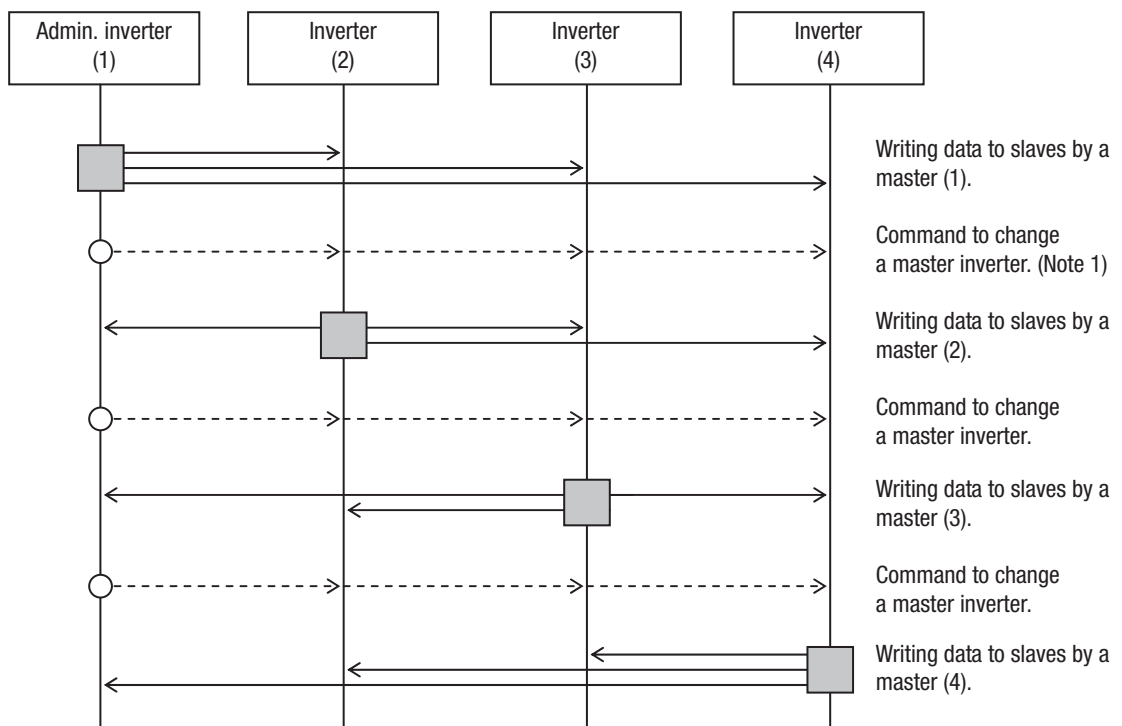 Admin. inverter
(1)
Inverter
(2)
Inverter
(3)
Inverter
(4)
Writing data to slaves by a
master (1).
Command to change
a master inverter. (Note 1)
Writing data to slaves by a
master (2).
Command to change
a master inverter.
Writing data to slaves by a
master (3).
Command to change
a master inverter.
Writing data to slaves by a
master (4).